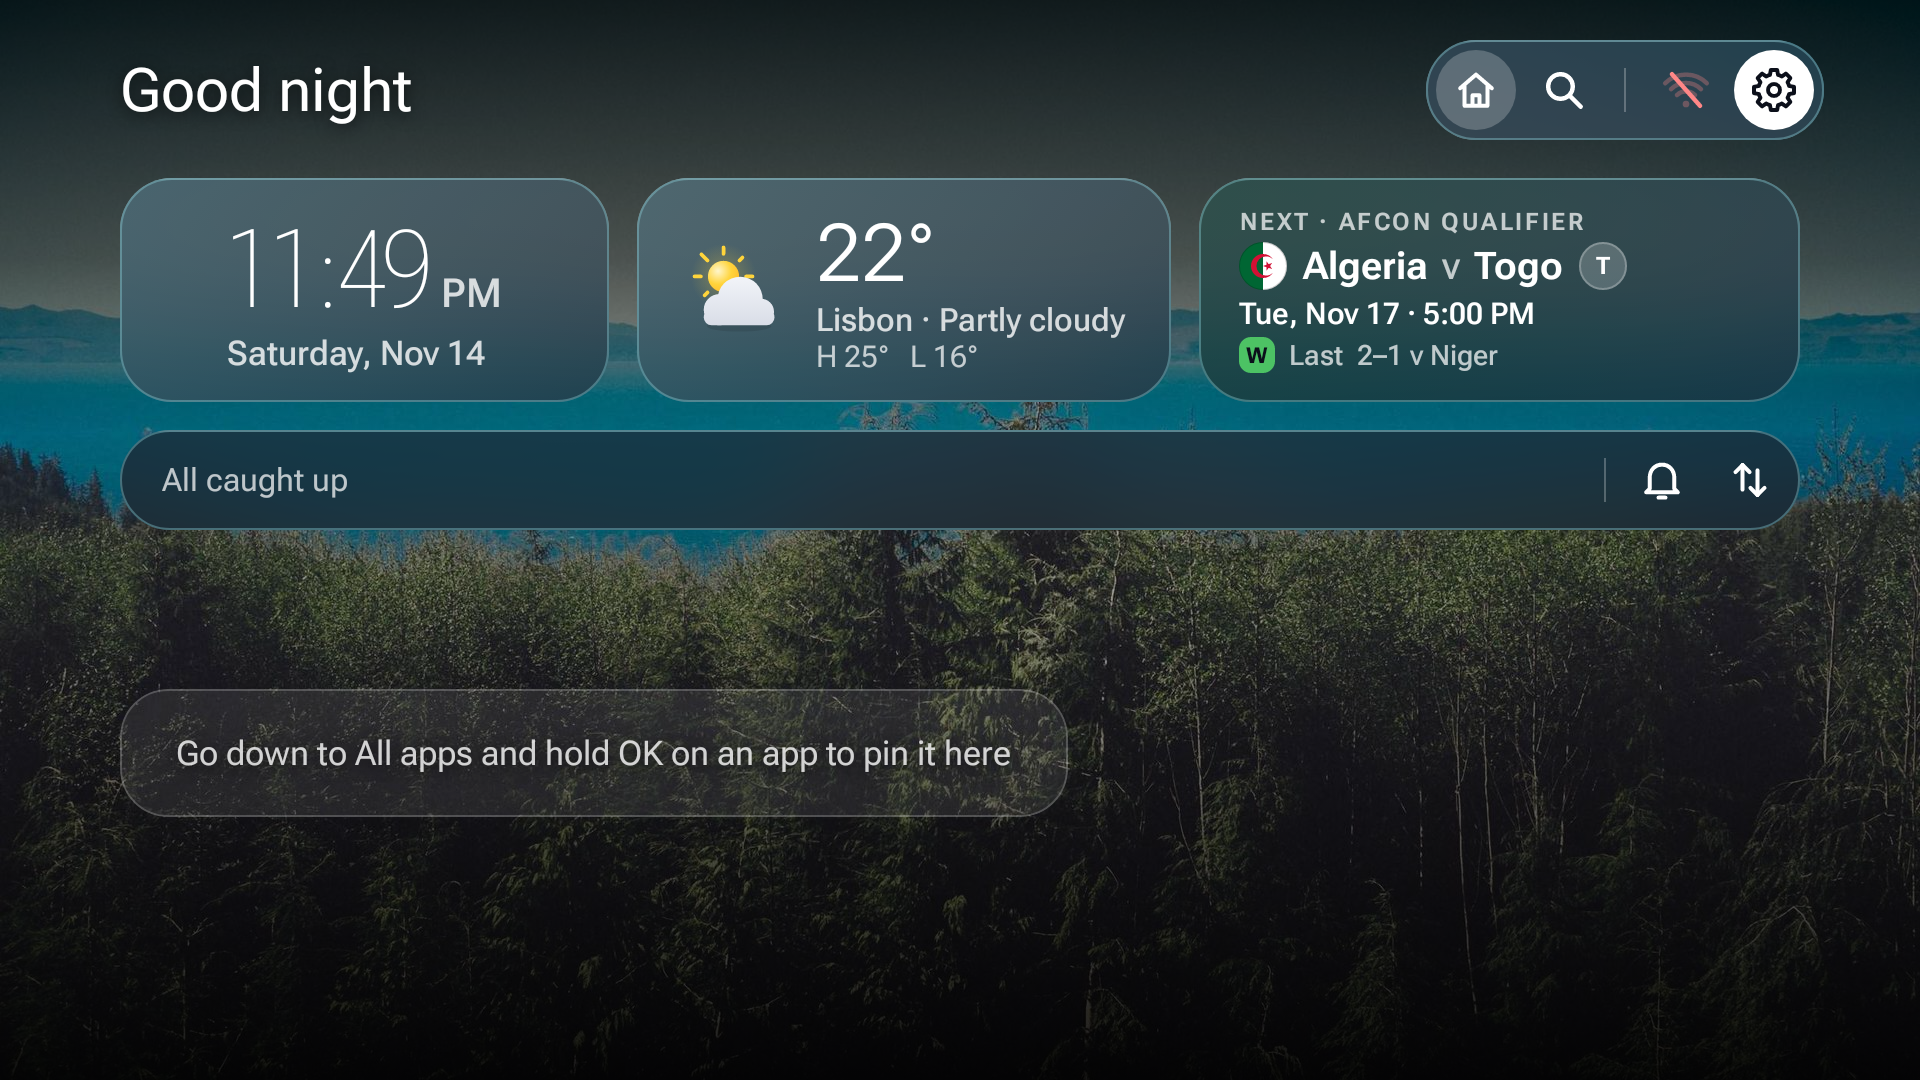 Good night
11:49 PM
Saturday, Nov 14
22°
Lisbon · Partly cloudy
H 25° L 16°
NEXT · AFCON QUALIFIER
Algeria v Togo T
Tue, Nov 17 · 5:00 PM
W Last 2–1 v Niger
All caught up
Go down to All apps and hold OK on an app to pin it here